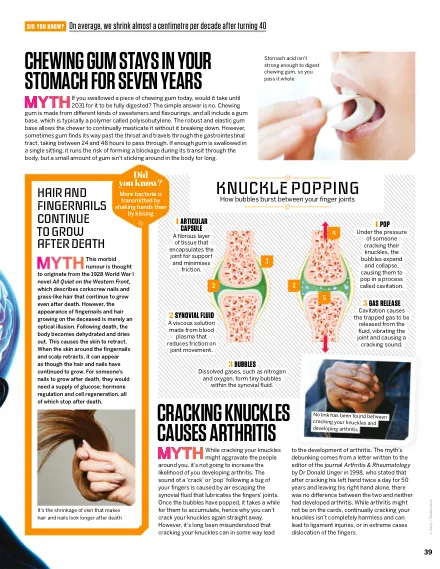 DID YOU KNOW?
On average, we shrink almost a centimetre per decade after turning 40
CHEWING GUM STAYS IN YOUR
STOMACH FOR SEVEN YEARS
MYTH If you swallowed a piece of chewing gum today, would it take until
2031 for it to be fully digested? The simple answer is no. Chewing
gum is made from different kinds of sweeteners and flavourings, and all include a gum
base, which is typically a polymer called polyisobutylene. The robust and elastic gum
base allows the chewer to continually masticate it without it breaking down. However,
sometimes gum finds its way past the throat and travels through the gastrointestinal
tract, taking between 24 and 48 hours to pass through. If enough gum is swallowed in
a single sitting, it runs the risk of forming a blockage during its transit through the
body, but a small amount of gum isn't sticking around in the body for long.
Stomach acid isn't
strong enough to digest
chewing gum, so you
pass it whole
HAIR AND
FINGERNAILS
CONTINUE
TO GROW
AFTER DEATH
MYTH This morbid
rumour is thought
to originate from the 1928 World War I
novel All Quiet on the Western Front,
which describes corkscrew nails and
grass-like hair that continue to grow
even after death. However, the
appearance of fingernails and hair
growing on the deceased is merely an
optical illusion. Following death, the
body becomes dehydrated and dries
out. This causes the skin to retract.
When the skin around the fingernails
and scalp retracts, it can appear
as though the hair and nails have
continued to grow. For someone's
nails to grow after death, they would
need a supply of glucose, hormone
regulation and cell regeneration, all
of which stop after death.
It's the shrinkage of skin that makes
hair and nails look longer after death
Did
you know?
More bacteria is
transmitted by
shaking hands than
by kissing
KNUCKLE POPPING
How bubbles burst between your finger joints
1 ARTICULAR
CAPSULE
A fibrous layer
of tissue that
encapsulates the
joint for support
and minimises
friction.
2 SYNOVIAL FLUID
A viscous solution
made from blood
plasma that
reduces friction on
joint movement.
3 BUBBLES
Dissolved gases, such as nitrogen
and oxygen, form tiny bubbles
within the synovial fluid.
1
2
3
4
5
4 POP
Under the pressure
of someone
cracking their
knuckles, the
bubbles expand
and collapse,
causing them to
pop in a process
called cavitation.
5 GAS RELEASE
Cavitation causes
the trapped gas to be
released from the
fluid, vibrating the
joint and causing a
cracking sound.
No link has been found between
cracking your knuckles and
developing arthritis
CRACKING KNUCKLES
CAUSES ARTHRITIS
MYTH While cracking your knuckles
might aggravate the people
around you, it's not going to increase the
likelihood of you developing arthritis. The
sound of a 'crack' or 'pop' following a tug of
your fingers is caused by air escaping the
synovial fluid that lubricates the fingers' joints.
Once the bubbles have popped, it takes a while
for them to accumulate, hence why you can't
crack your knuckles again straight away.
However, it's long been misunderstood that
cracking your knuckles can in some way lead
to the development of arthritis. The myth's
debunking comes from a letter written to the
editor of the journal Arthritis & Rheumatology
by Dr Donald Unger in 1998, who stated that
after cracking his left hand twice a day for 50
years and leaving his right hand alone, there
was no difference between the two and neither
had developed arthritis. While arthritis might
not be on the cards, continually cracking your
knuckles isn't completely harmless and can
lead to ligament injuries, or in extreme cases
dislocation of the fingers.
39